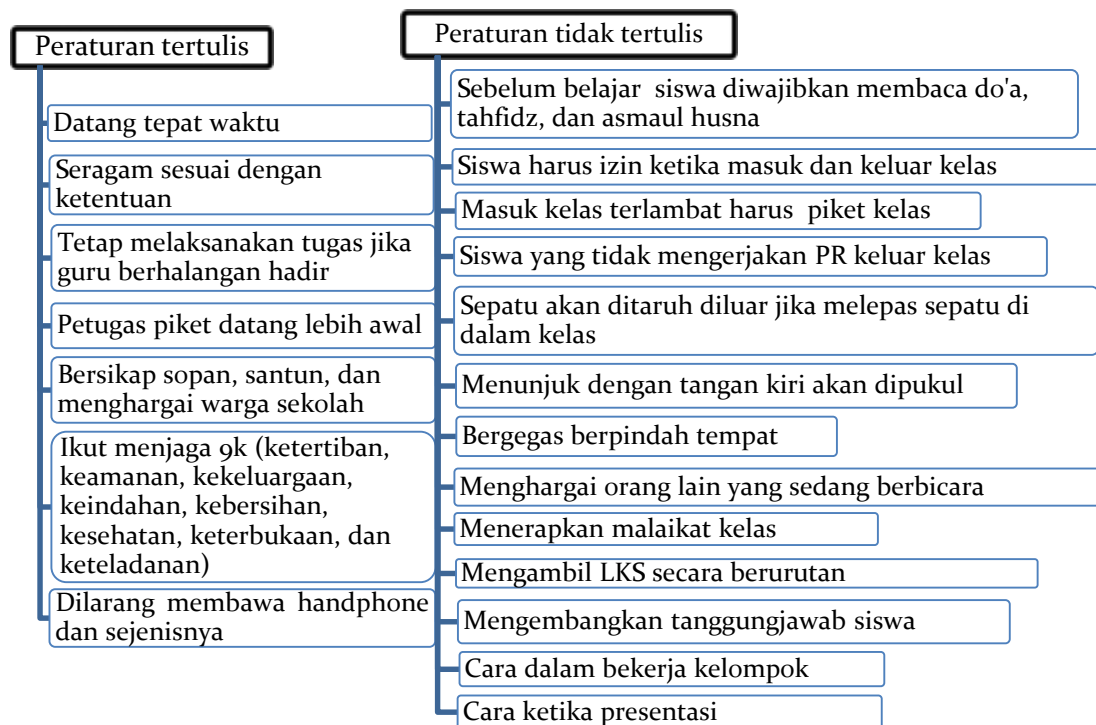 Peraturan tertulis
Datang tepat waktu
Seragam sesuai dengan
ketentuan
Tetap melaksanakan tugas jika
guru berhalangan hadir
Petugas piket datang lebih awal
Bersikap sopan, santun, dan
menghargai warga sekolah
Ikut menjaga 9k (ketertiban,
keamanan, kekeluargaan,
keindahan, kebersihan,
kesehatan, keterbukaan, dan
keteladanan)
Dilarang membawa handphone
dan sejenisnya
Peraturan tidak tertulis
Sebelum belajar siswa diwajibkan membaca do'a,
tahfidz, dan asmaul husna
Siswa harus izin ketika masuk dan keluar kelas
Masuk kelas terlambat harus piket kelas
Siswa yang tidak mengerjakan PR keluar kelas
Sepatu akan ditaruh diluar jika melepas sepatu di
dalam kelas
Menunjuk dengan tangan kiri akan dipukul
Bergegas berpindah tempat
Menghargai orang lain yang sedang berbicara
Menerapkan malaikat kelas
Mengambil LKS secara berurutan
Mengembangkan tanggungjawab siswa
Cara dalam bekerja kelompok
Cara ketika presentasi